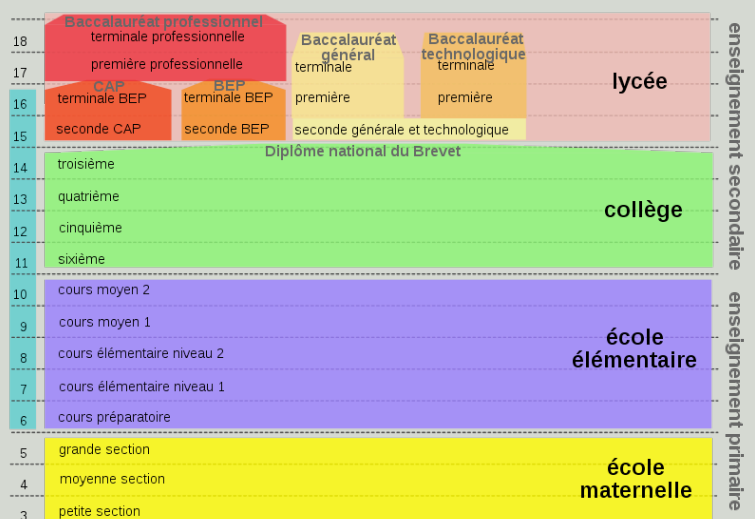 Baccalauréat professionnel
18
terminale professionnelle
Baccalauréat
général
Baccalauréat
technologique
17
première professionnelle
terminale
terminale
lycée
CAP
BEP
16
terminale BEP
terminale BEP
première
première
15
seconde CAP
seconde BEP
seconde générale et technologique
Diplôme national du Brevet
14
troisième
13
quatrième
collège
12
cinquième
11
sixième
enseignement secondaire
10
cours moyen 2
9
cours moyen 1
8
cours élémentaire niveau 2
école
élémentaire
7
cours élémentaire niveau 1
6
cours préparatoire
5
grande section
4
moyenne section
école
maternelle
3
petite section
enseignement primaire